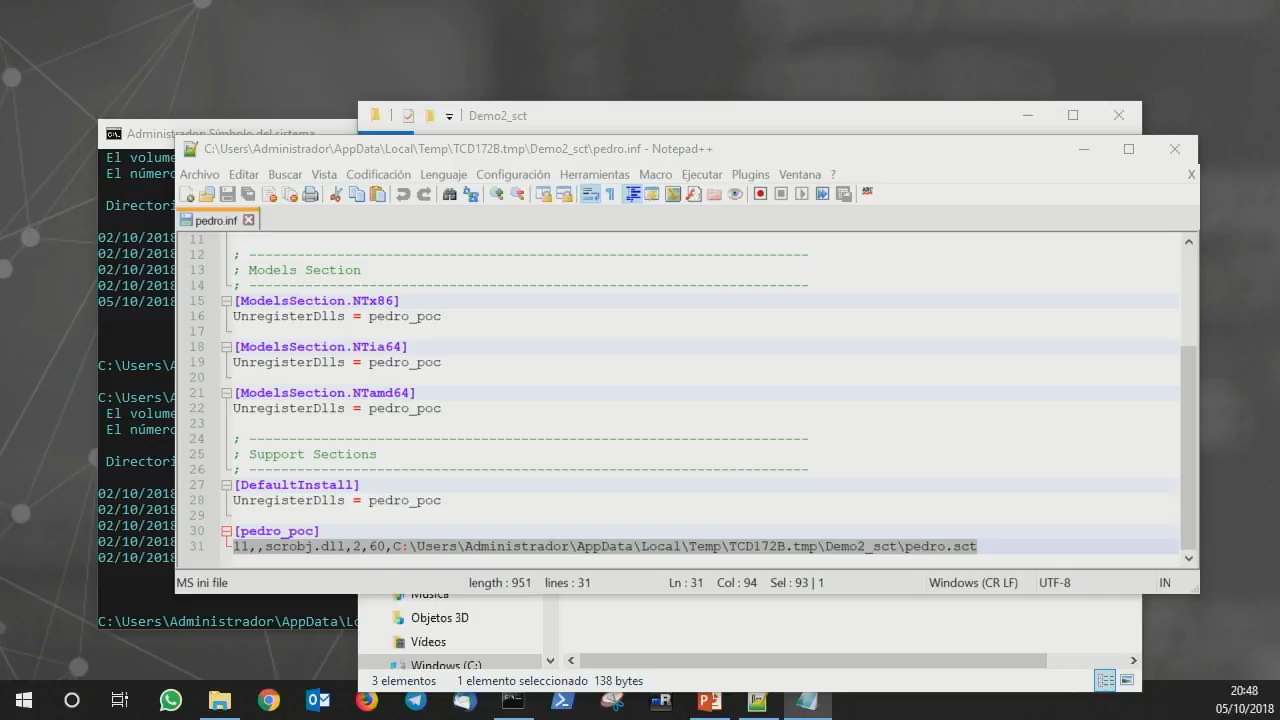 Demo2_sct
Administrador: Símbolo del sistema
C:\Users\Administrador\AppData\Local\Temp\TCD172B.tmp\Demo2_sct\pedro.inf - Notepad++
Archivo Editar Buscar Vista Codificación Lenguaje Configuración Herramientas Macro Ejecutar Plugins Ventana ? X
pedro.inf
El volume
El número
Directori
02/10/2018
02/10/2018
02/10/2018
02/10/2018
05/10/2018
C:\Users\A
C:\Users\A
El volume
El número
Directori
02/10/2018
02/10/2018
02/10/2018
02/10/2018
02/10/2018
C:\Users\Administrador\AppData\Lo
11
12 ; ----------------------------------------------------------------------
13 ; Models Section
14 ; ----------------------------------------------------------------------
15 [ModelsSection.NTx86]
16 UnregisterDlls = pedro_poc
17
18 [ModelsSection.NTia64]
19 UnregisterDlls = pedro_poc
20
21 [ModelsSection.NTamd64]
22 UnregisterDlls = pedro_poc
23
24 ; ----------------------------------------------------------------------
25 ; Support Sections
26 ; ----------------------------------------------------------------------
27 [DefaultInstall]
28 UnregisterDlls = pedro_poc
29
30 [pedro_poc]
31 11,,scrobj.dll,2,60,C:\Users\Administrador\AppData\Local\Temp\TCD172B.tmp\Demo2_sct\pedro.sct
MS ini file length : 951 lines : 31 Ln : 31 Col : 94 Sel : 93 | 1 Windows (CR LF) UTF-8 IN
Música
Objetos 3D
Vídeos
Windows (C:)
3 elementos 1 elemento seleccionado 138 bytes
20:48
05/10/2018